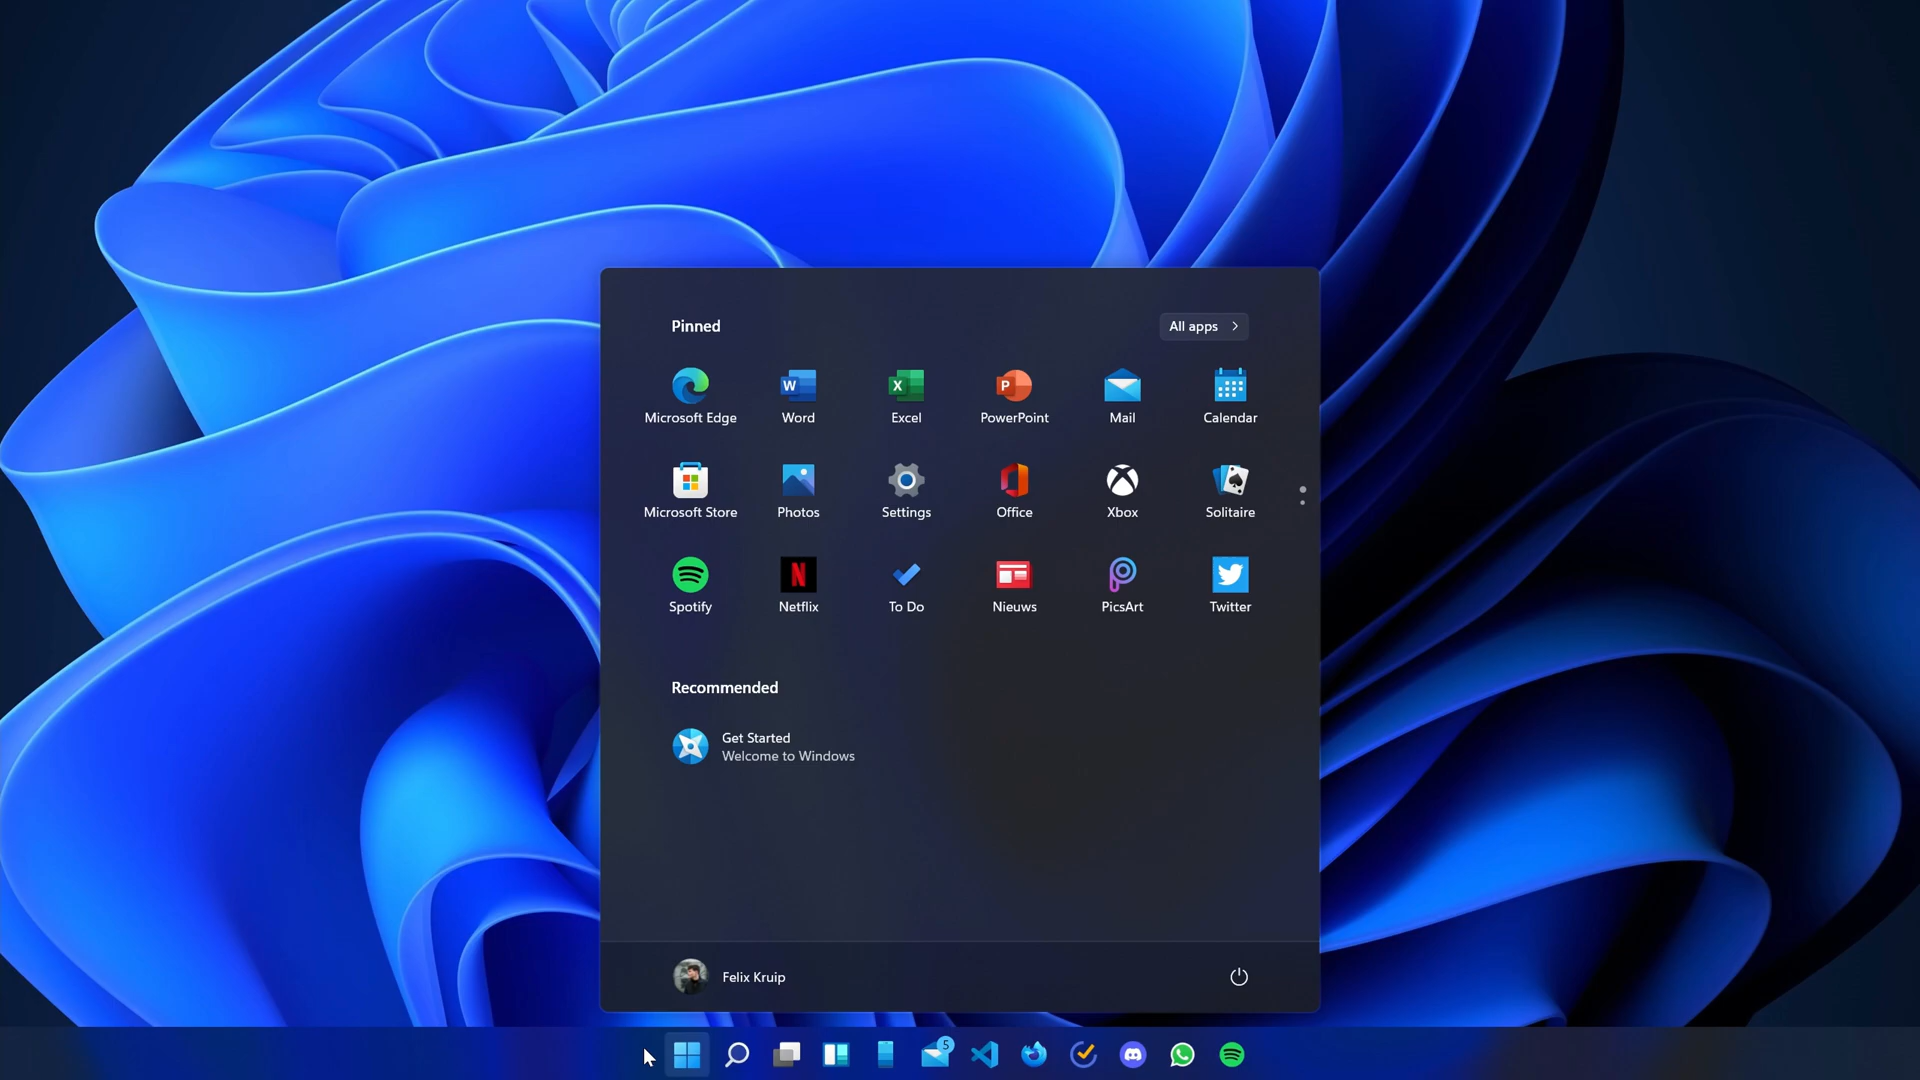 Pinned
All apps
Microsoft Edge
Word
Excel
PowerPoint
Mail
Calendar
Microsoft Store
Photos
Settings
Office
Xbox
Solitaire
Spotify
Netflix
To Do
Nieuws
PicsArt
Twitter
Recommended
Get Started
Welcome to Windows
Felix Kruip
5